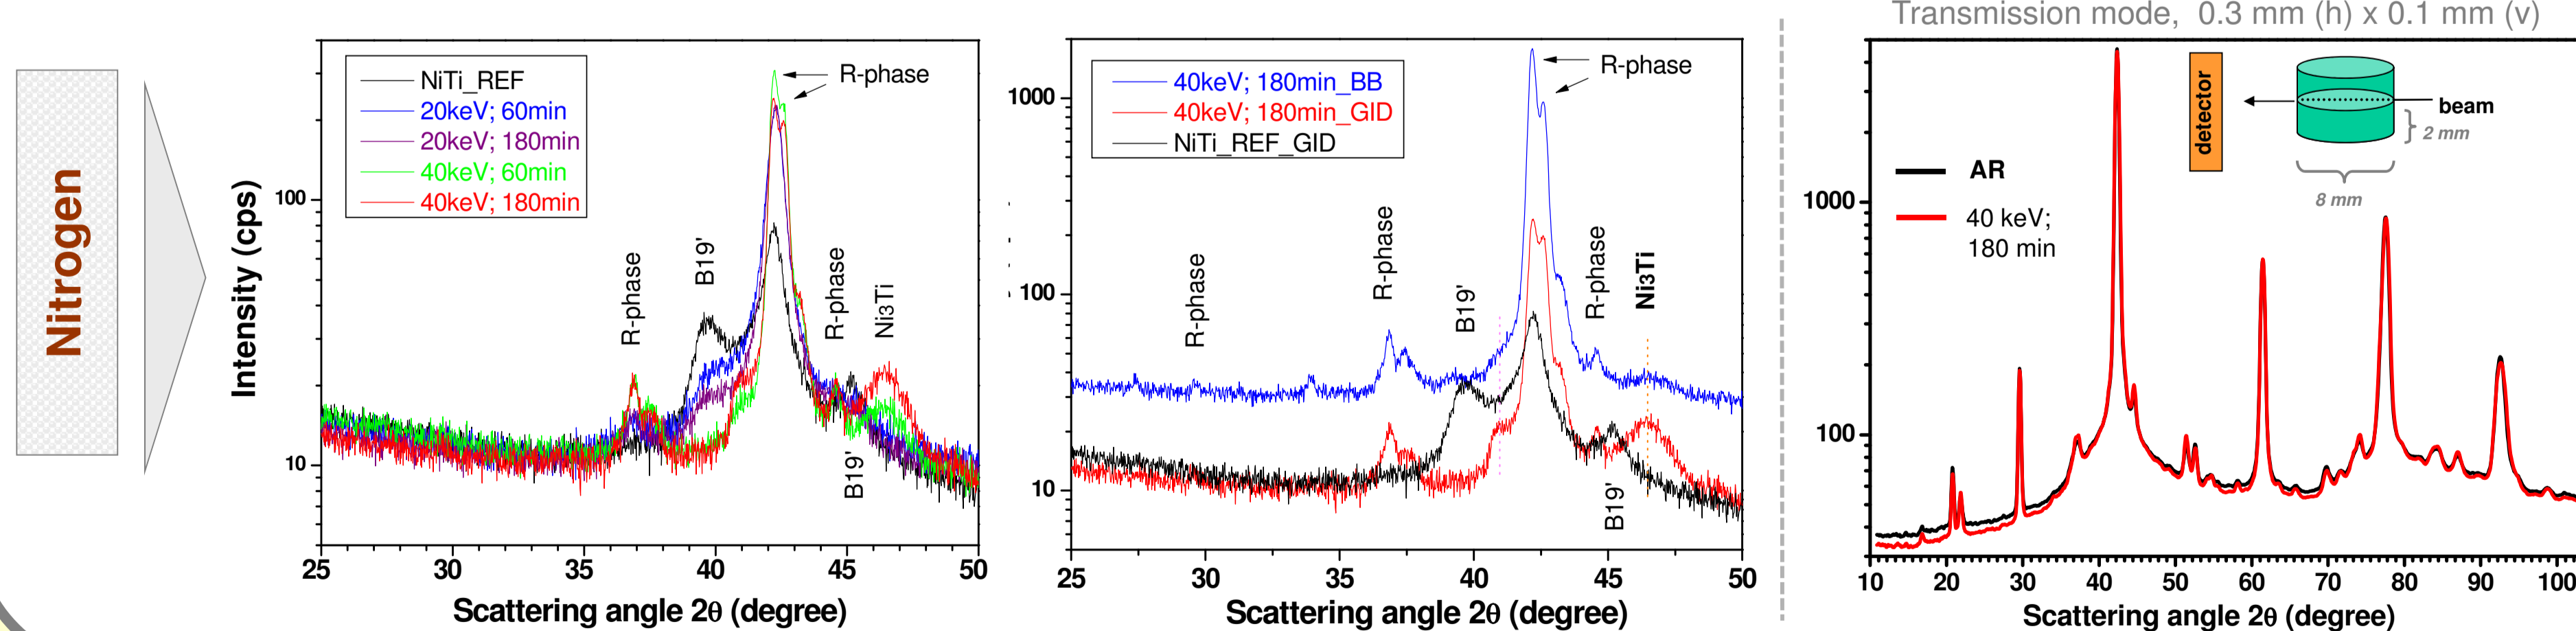 Nitrogen
Intensity (cps)
100
10
NiTi_REF
20keV; 60min
20keV; 180min
40keV; 60min
40keV; 180min
R-phase
R-phase
B19'
R-phase
Ni3Ti
B19'
25 30 35 40 45 50
Scattering angle 2θ (degree)
1000
100
10
40keV; 180min_BB
40keV; 180min_GID
NiTi_REF_GID
R-phase
R-phase
R-phase
B19'
R-phase
Ni3Ti
B19'
25 30 35 40 45 50
Scattering angle 2θ (degree)
Transmission mode, 0.3 mm (h) x 0.1 mm (v)
1000
100
AR
40 keV;
180 min
detector
beam
2 mm
8 mm
10 20 30 40 50 60 70 80 90 100
Scattering angle 2θ (degree)